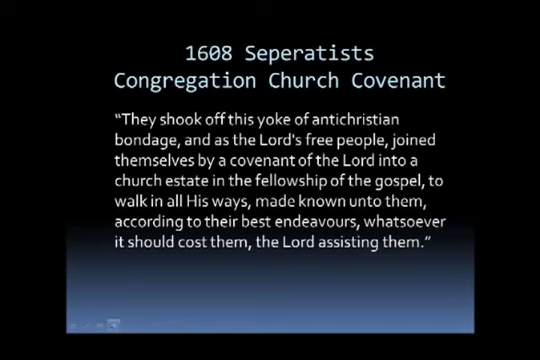 1608 Seperatists
Congregation Church Covenant
“They shook off this yoke of antichristian
bondage, and as the Lord's free people, joined
themselves by a covenant of the Lord into a
church estate in the fellowship of the gospel, to
walk in all His ways, made known unto them,
according to their best endeavours, whatsoever
it should cost them, the Lord assisting them.”